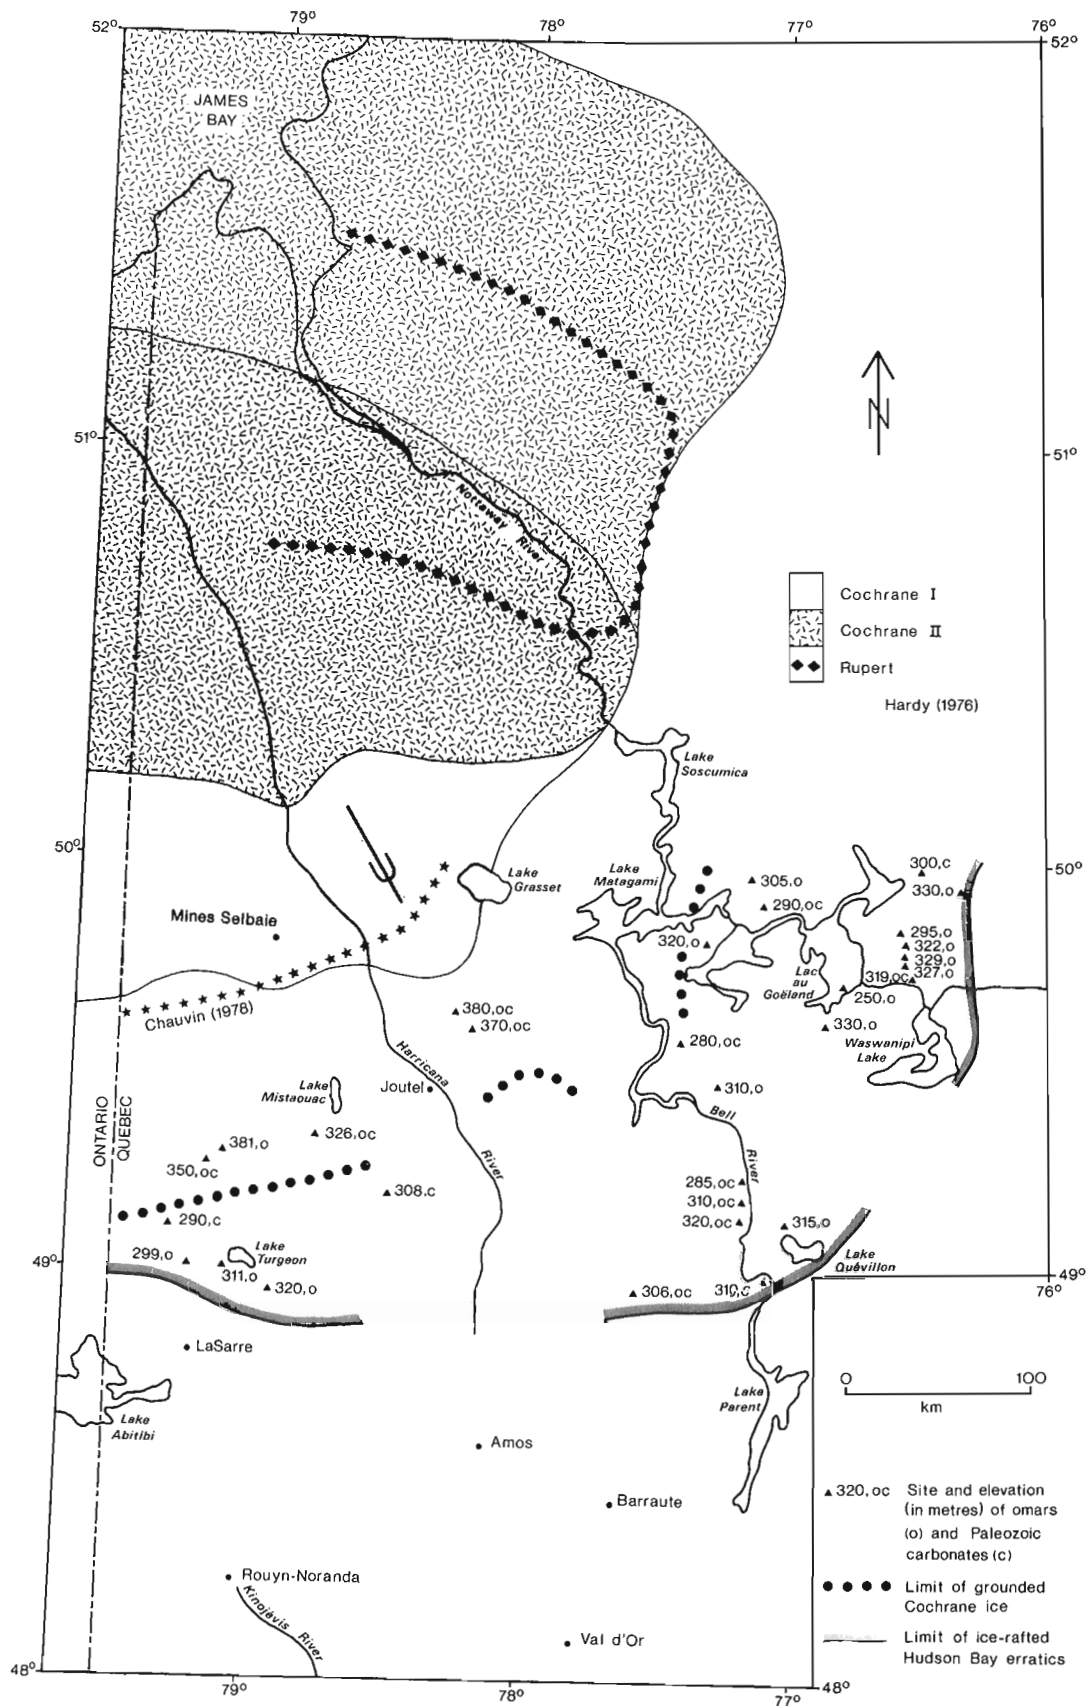 79°
78°
77°
76°
52°
52°
JAMES
BAY
51°
51°
Nottaway
River
Cochrane I
Cochrane II
Rupert
Hardy (1976)
Lake
Soscumica
50°
50°
Lake
Grasset
Lake
Matagami
305.o
290,oc
300,c
330,o
Mines Selbaie
320,o
295,o
322,o
329,o
327,o
319,oc
Lac
au
Goëland
250,o
Chauvin (1978)
380,oc
370,oc
330,o
Waswanipi
Lake
280,oc
Harricana
River
Joutel
Lake
Mistaouac
310,o
Bell
River
ONTARIO
QUEBEC
381,o
326,oc
350,oc
308.c
290,c
285,oc
310,oc
320,oc
315,o
299,o
Lake
Turgeon
311.o
320,o
49°
49°
76°
Lake
Quévillon
306,oc
310,c
LaSarre
Lake
Abitibi
Lake
Parent
0
100
km
Amos
Barraute
320,oc
Site and elevation
(in metres) of omars
(o) and Paleozoic
carbonates (c)
Rouyn-Noranda
Kinojévis River
Limit of grounded
Cochrane ice
Val d'Or
Limit of ice-rafted
Hudson Bay erratics
48°
48°
79°
78°
77°